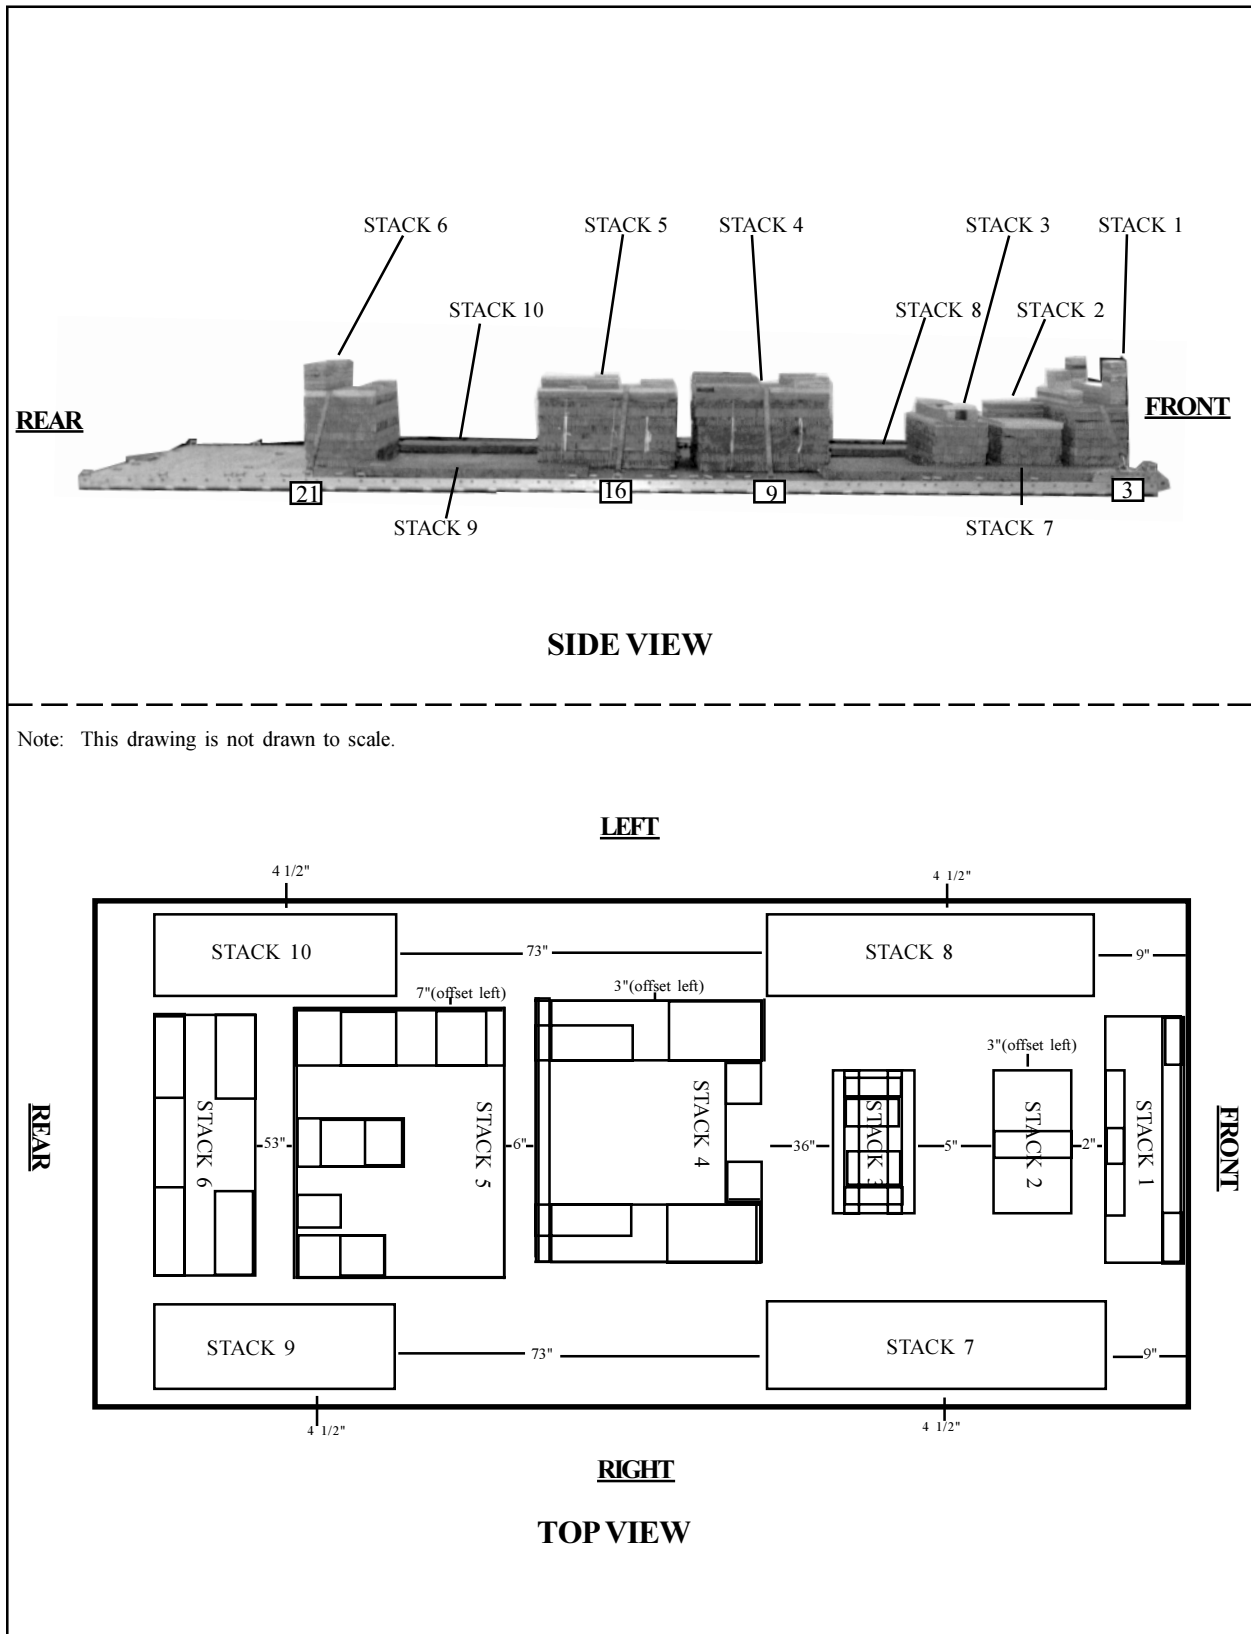 STACK 6
STACK 5
STACK 4
STACK 3
STACK 1
STACK 10
STACK 8
STACK 2
REAR
FRONT
21
16
9
3
STACK 9
STACK 7
SIDE VIEW
Note: This drawing is not drawn to scale.
LEFT
4 1/2"
4 1/2"
STACK 10
73"
STACK 8
9"
7"(offset left)
3"(offset left)
3"(offset left)
REAR
STACK 6
53"
STACK 5
6"
STACK 4
36"
STACK 3
5"
STACK 2
2"
STACK 1
FRONT
STACK 9
73"
STACK 7
9"
4 1/2"
4 1/2"
RIGHT
TOP VIEW